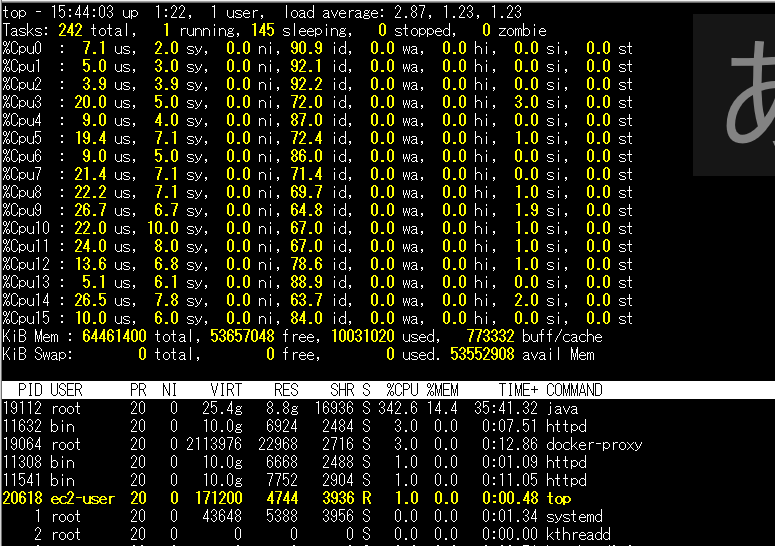 top - 15:44:03 up  1:22,  1 user,  load average: 2.87, 1.23, 1.23
Tasks: 242 total,   1 running, 145 sleeping,   0 stopped,   0 zombie
%Cpu0  :  7.1 us,  2.0 sy,  0.0 ni, 90.9 id,  0.0 wa,  0.0 hi,  0.0 si,  0.0 st
%Cpu1  :  5.0 us,  3.0 sy,  0.0 ni, 92.1 id,  0.0 wa,  0.0 hi,  0.0 si,  0.0 st
%Cpu2  :  3.9 us,  3.9 sy,  0.0 ni, 92.2 id,  0.0 wa,  0.0 hi,  0.0 si,  0.0 st
%Cpu3  : 20.0 us,  5.0 sy,  0.0 ni, 72.0 id,  0.0 wa,  0.0 hi,  3.0 si,  0.0 st
%Cpu4  :  9.0 us,  4.0 sy,  0.0 ni, 87.0 id,  0.0 wa,  0.0 hi,  0.0 si,  0.0 st
%Cpu5  : 19.4 us,  7.1 sy,  0.0 ni, 72.4 id,  0.0 wa,  0.0 hi,  1.0 si,  0.0 st
%Cpu6  :  9.0 us,  5.0 sy,  0.0 ni, 86.0 id,  0.0 wa,  0.0 hi,  0.0 si,  0.0 st
%Cpu7  : 21.4 us,  7.1 sy,  0.0 ni, 71.4 id,  0.0 wa,  0.0 hi,  0.0 si,  0.0 st
%Cpu8  : 22.2 us,  7.1 sy,  0.0 ni, 69.7 id,  0.0 wa,  0.0 hi,  1.0 si,  0.0 st
%Cpu9  : 26.7 us,  6.7 sy,  0.0 ni, 64.8 id,  0.0 wa,  0.0 hi,  1.9 si,  0.0 st
%Cpu10 : 22.0 us, 10.0 sy,  0.0 ni, 67.0 id,  0.0 wa,  0.0 hi,  1.0 si,  0.0 st
%Cpu11 : 24.0 us,  8.0 sy,  0.0 ni, 67.0 id,  0.0 wa,  0.0 hi,  1.0 si,  0.0 st
%Cpu12 : 13.6 us,  6.8 sy,  0.0 ni, 78.6 id,  0.0 wa,  0.0 hi,  1.0 si,  0.0 st
%Cpu13 :  5.1 us,  6.1 sy,  0.0 ni, 88.9 id,  0.0 wa,  0.0 hi,  0.0 si,  0.0 st
%Cpu14 : 26.5 us,  7.8 sy,  0.0 ni, 63.7 id,  0.0 wa,  0.0 hi,  2.0 si,  0.0 st
%Cpu15 : 10.0 us,  6.0 sy,  0.0 ni, 84.0 id,  0.0 wa,  0.0 hi,  0.0 si,  0.0 st
KiB Mem : 64461400 total, 53657048 free, 10031020 used,   773332 buff/cache
KiB Swap:        0 total,        0 free,        0 used. 53552908 avail Mem
あ
  PID USER      PR  NI    VIRT    RES    SHR S  %CPU %MEM     TIME+ COMMAND
19112 root      20   0   25.4g   8.8g  16936 S 342.6 14.4  35:41.32 java
11632 bin       20   0   10.0g   6924   2484 S   3.0  0.0   0:07.51 httpd
19064 root      20   0 2113976  22968   2716 S   3.0  0.0   0:12.86 docker-proxy
11308 bin       20   0   10.0g   6668   2488 S   1.0  0.0   0:01.09 httpd
11541 bin       20   0   10.0g   7752   2904 S   1.0  0.0   0:11.05 httpd
20618 ec2-user  20   0  171200   4744   3936 R   1.0  0.0   0:00.48 top
    1 root      20   0   43648   5388   3956 S   0.0  0.0   0:01.34 systemd
    2 root      20   0       0      0      0 S   0.0  0.0   0:00.00 kthreadd